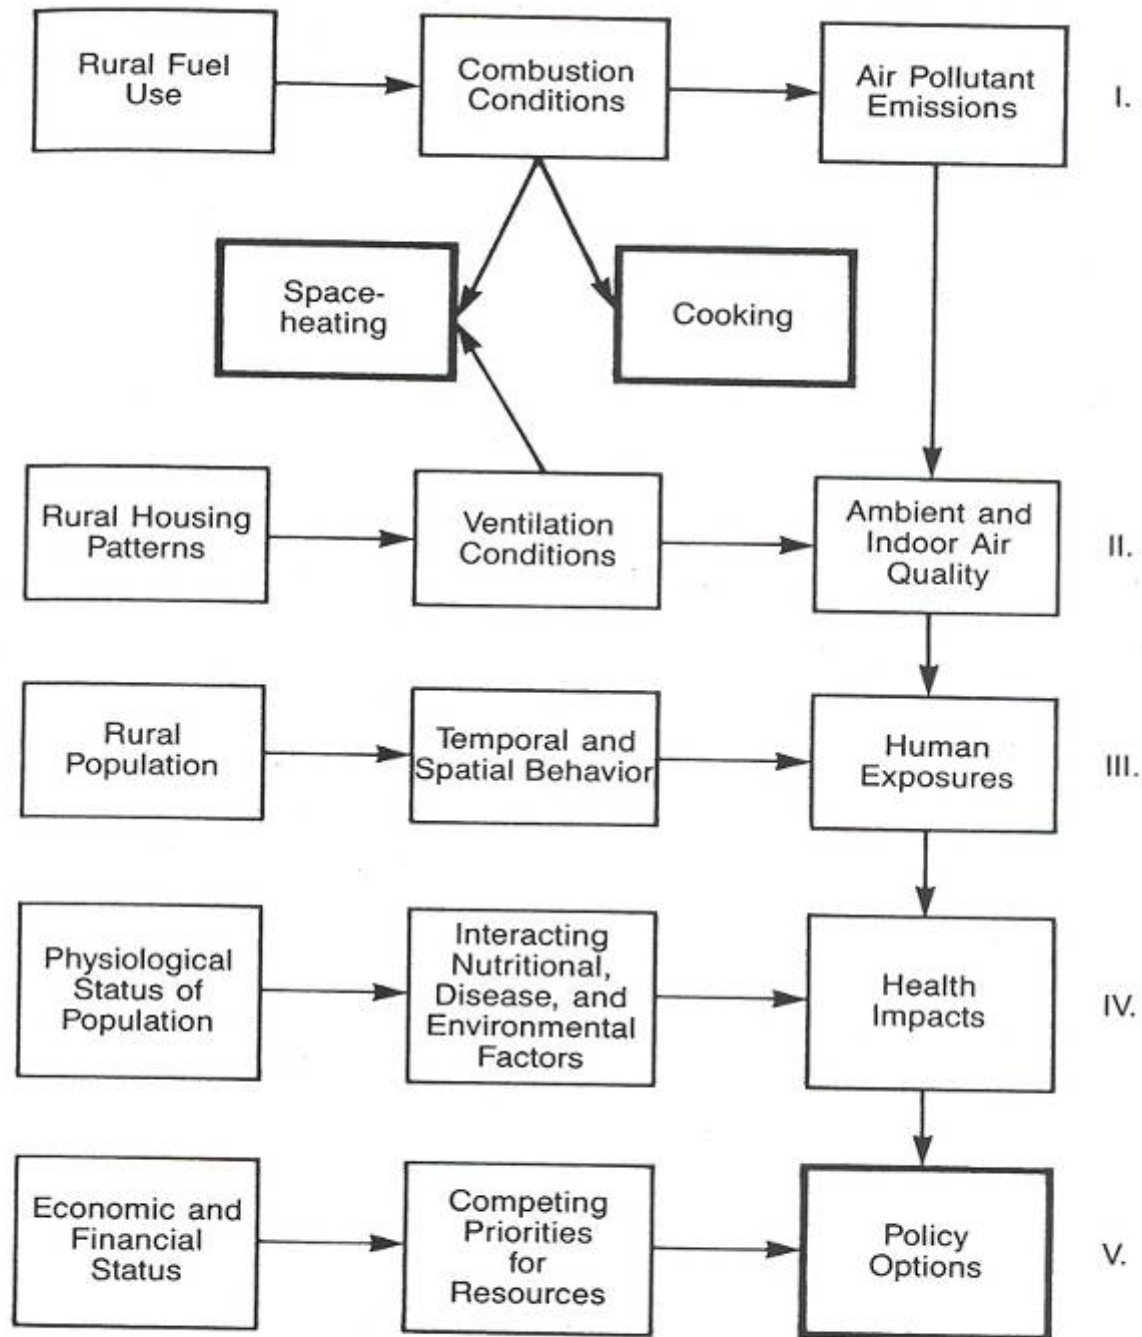 Rural Fuel
Use
Combustion
Conditions
Air Pollutant
Emissions
I.
Space-
heating
Cooking
Rural Housing
Patterns
Ventilation
Conditions
Ambient and
Indoor Air
Quality
II.
Rural
Population
Temporal and
Spatial Behavior
Human
Exposures
III.
Physiological
Status of
Population
Interacting
Nutritional,
Disease, and
Environmental
Factors
Health
Impacts
IV.
Economic and
Financial
Status
Competing
Priorities
for
Resources
Policy
Options
V.